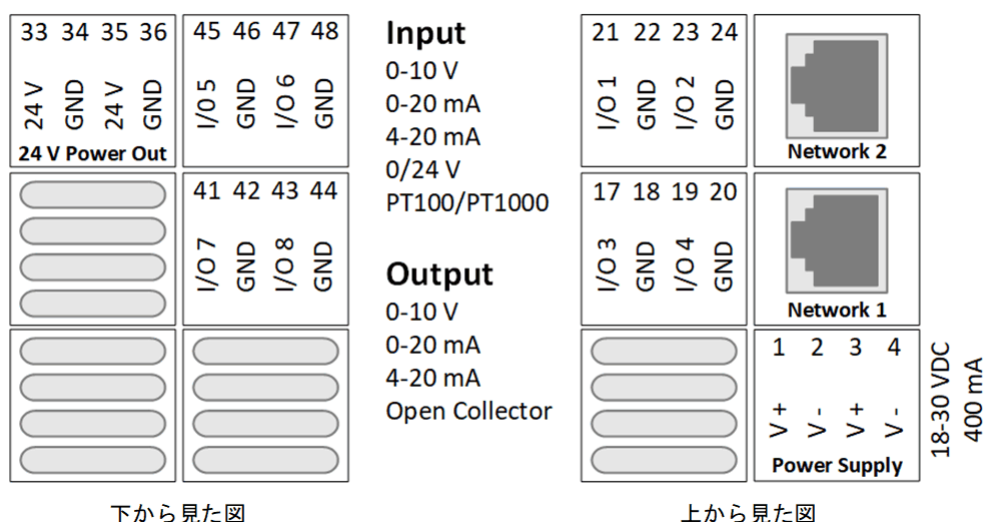 33 34 35 36
24 V GND 24 V GND
24 V Power Out
45 46 47 48
I/O 5 GND I/O 6 GND
41 42 43 44
I/O 7 GND I/O 8 GND
下から見た図
Input
0-10 V
0-20 mA
4-20 mA
0/24 V
PT100/PT1000
Output
0-10 V
0-20 mA
4-20 mA
Open Collector
21 22 23 24
I/O 1 GND I/O 2 GND
Network 2
17 18 19 20
I/O 3 GND I/O 4 GND
Network 1
1 2 3 4
V + V - V + V -
Power Supply
18-30 VDC
400 mA
上から見た図